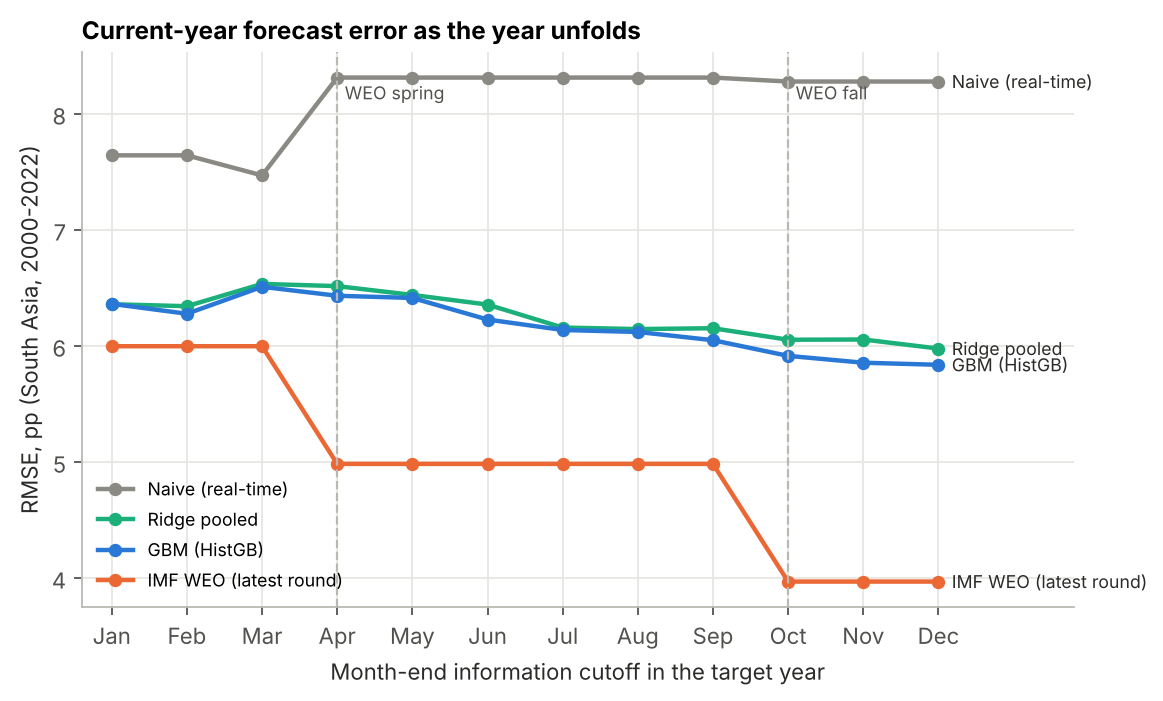 Current-year forecast error as the year unfolds
RMSE, pp (South Asia, 2000-2022)
8
7
6
5
4
WEO spring
WEO fall
Naive (real-time)
Ridge pooled
GBM (HistGB)
IMF WEO (latest round)
Naive (real-time)
Ridge pooled
GBM (HistGB)
IMF WEO (latest round)
Jan Feb Mar Apr May Jun Jul Aug Sep Oct Nov Dec
Month-end information cutoff in the target year